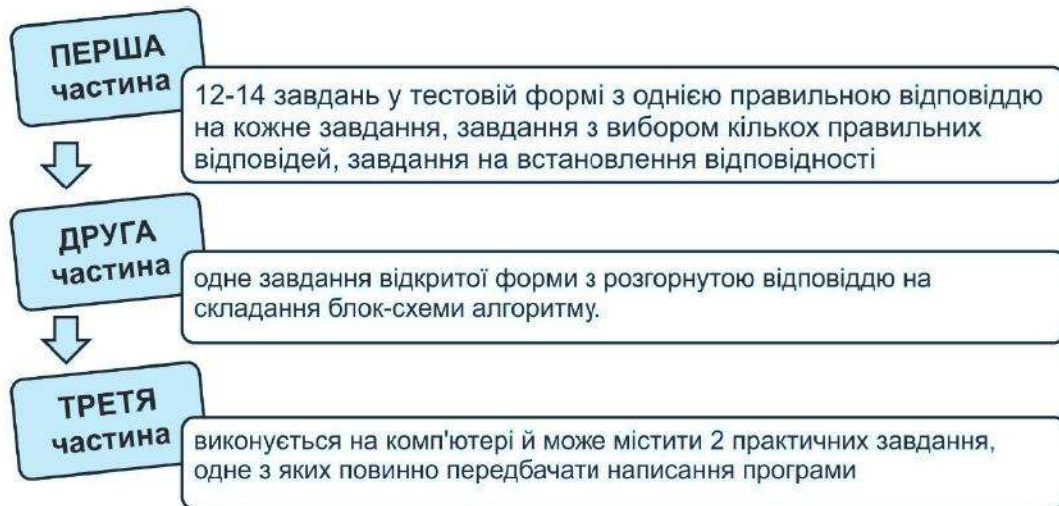 ПЕРША
частина
12-14 завдань у тестовій формі з однією правильною відповіддю
на кожне завдання, завдання з вибором кількох правильних
відповідей, завдання на встановлення відповідності
ДРУГА
частина
одне завдання відкритої форми з розгорнутою відповіддю на
складання блок-схеми алгоритму.
ТРЕТЯ
частина
виконується на комп'ютері й може містити 2 практичних завдання,
одне з яких повинно передбачати написання програми